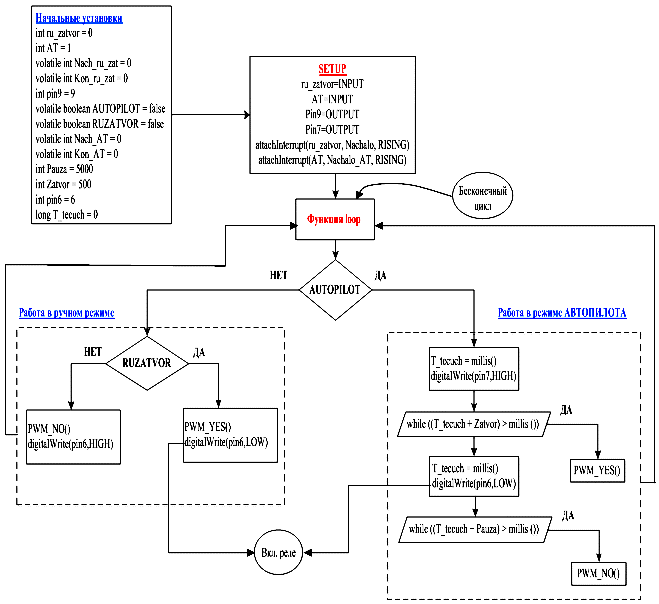 Начальные установки
int ru_zatvor = 0
int AT = 1
volatile int Nach_ru_zat = 0
volatile int Kon_ru_zat = 0
int pin9 = 9
volatile boolean AUTOPILOT = false
volatile boolean RUZATVOR = false
volatile int Nach_AT = 0
volatile int Kon_AT = 0
int Pauza = 5000
int Zatvor = 500
int pin6 = 6
long T_tecuch = 0
SETUP
ru_zatvor=INPUT
AT=INPUT
Pin9=OUTPUT
Pin7=OUTPUT
attachInterrupt(ru_zatvor, Nachalo, RISING)
attachInterrupt(AT, Nachalo_AT, RISING)
Бесконечный
цикл
Функция loop
НЕТ
ДА
AUTOPILOT
Работа в ручном режиме
Работа в режиме АВТОПИЛОТА
НЕТ
ДА
RUZATVOR
PWM_NO()
digitalWrite(pin6,HIGH)
PWM_YES()
digitalWrite(pin6,LOW)
T_tecuch = millis()
digitalWrite(pin7,HIGH)
ДА
while ((T_tecuch + Zatvor) > millis ())
PWM_YES()
T_tecuch = millis()
digitalWrite(pin6,LOW)
ДА
while ((T_tecuch + Pauza) > millis ())
PWM_NO()
Вкл. реле